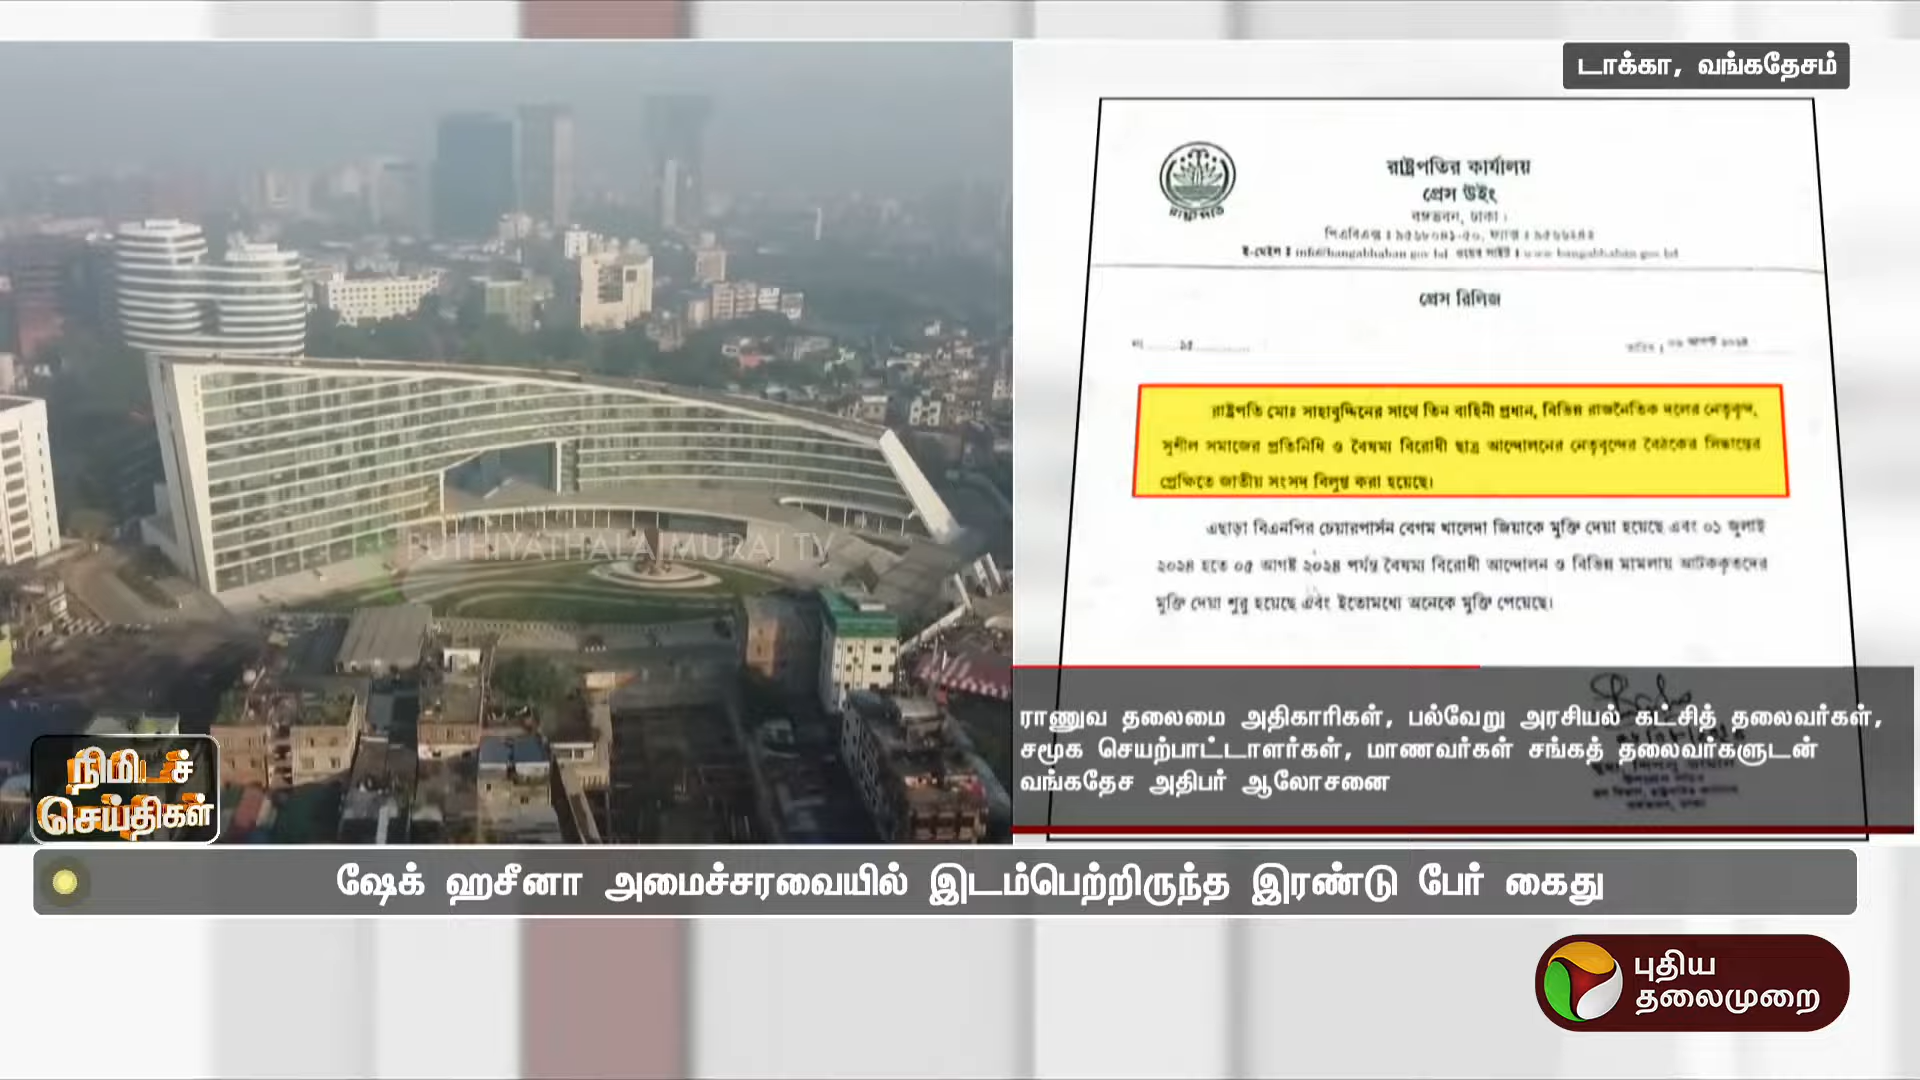 டாக்கா, வங்கதேசம்
রাষ্ট্রপতির কার্যালয়
প্রেস উইং
বঙ্গভবন, ঢাকা।
প্রেস রিলিজ
রাষ্ট্রপতি মোঃ সাহাবুদ্দিনের সাথে তিন বাহিনী প্রধান, বিভিন্ন রাজনৈতিক দলের নেতৃবৃন্দ,
সুশীল সমাজের প্রতিনিধি ও বৈষম্য বিরোধী ছাত্র আন্দোলনের নেতৃবৃন্দের বৈঠকের সিদ্ধান্তের
প্রেক্ষিতে জাতীয় সংসদ বিলুপ্ত করা হয়েছে।
এছাড়া বিএনপির চেয়ারপার্সন বেগম খালেদা জিয়াকে মুক্তি দেয়া হয়েছে এবং ০১ জুলাই
২০২৪ হতে ০৫ আগষ্ট ২০২৪ পর্যন্ত বৈষম্য বিরোধী আন্দোলন ও বিভিন্ন মামলায় আটককৃতদের
মুক্তি দেয়া শুরু হয়েছে এবং ইতোমধ্যে অনেকে মুক্তি পেয়েছে।
PUTHIYATHALAIMURAI TV
ராணுவ தலைமை அதிகாரிகள், பல்வேறு அரசியல் கட்சித் தலைவர்கள்,
சமூக செயற்பாட்டாளர்கள், மாணவர்கள் சங்கத் தலைவர்களுடன்
வங்கதேச அதிபர் ஆலோசனை
நிமிடச்
செய்திகள்
ஷேக் ஹசீனா அமைச்சரவையில் இடம்பெற்றிருந்த இரண்டு பேர் கைது
புதிய
தலைமுறை